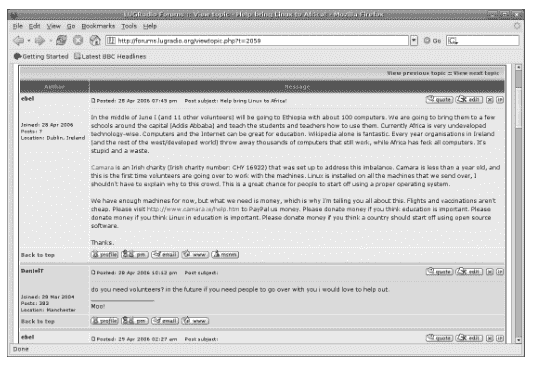 LUGRadio Forums :: View topic - Help bring Linux to Africa! - Mozilla Firefox
File Edit View Go Bookmarks Tools Help
http://forums.lugradio.org/viewtopic.php?t=2058
Go
Getting Started Latest BBC Headlines
View previous topic :: View next topic
Author Message
ebel
Posted: 28 Apr 2006 07:45 pm Post subject: Help bring Linux to Africa!
quote edit
Joined: 28 Apr 2006
Posts: 7
Location: Dublin, Ireland
In the middle of June I (and 11 other volunteers) will be going to Ethiopia with about 100 computers. We are going to bring them to a few
schools around the capital (Addis Abbaba) and teach the students and teachers how to use them. Currently Africa is very undeveloped
technology-wise. Computers and the Internet can be great for education. Wikipedia alone is fantastic. Every year organisations in Ireland
(and the rest of the west/developed world) throw away thousands of computers that still work, while Africa has feck all computers. It's
stupid and a waste.
Camara is an Irish charity (Irish charity number: CHY 16922) that was set up to address this imbalance. Camara is less than a year old, and
this is the first time volunteers are going over to work with the machines. Linux is installed on all the machines that we send over, I
shouldn't have to explain why to this crowd. This is a great chance for people to start off using a proper operating system.
We have enough machines for now, but what we need is money, which is why I'm telling you all about this. Flights and vacconations aren't
cheap. Please visit http://www.camara.ie/help.htm to PayPal us money. Please donate money if you think education is important. Please
donate money if you think Linux in education is important. Please donate money if you think a country should start off using open source
software.
Thanks.
Back to top
profile pm email www msnm
DanielT
Posted: 28 Apr 2006 10:12 pm Post subject:
quote edit
Joined: 29 Mar 2004
Posts: 383
Location: Manchester
do you need volunteers? in the future if you need people to go over with you i would love to help out.
Moo!
Back to top
profile pm email www
ebel
Posted: 29 Apr 2006 02:27 am Post subject:
quote edit
Done